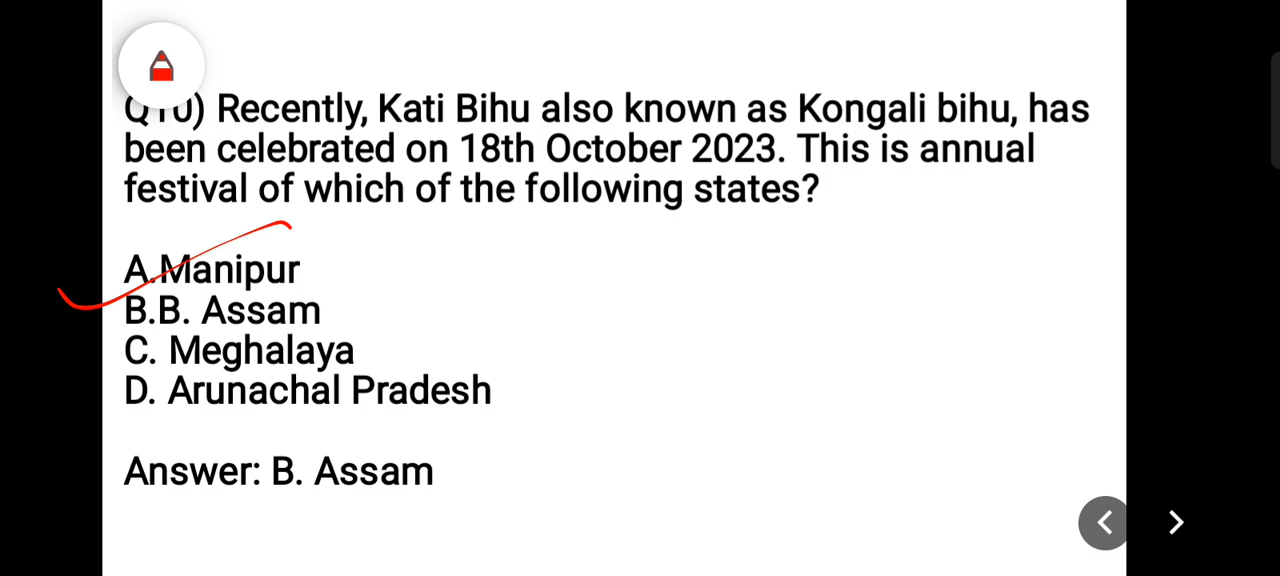 Q10) Recently, Kati Bihu also known as Kongali bihu, has
been celebrated on 18th October 2023. This is annual
festival of which of the following states?
A.Manipur
B.B. Assam
C. Meghalaya
D. Arunachal Pradesh
Answer: B. Assam